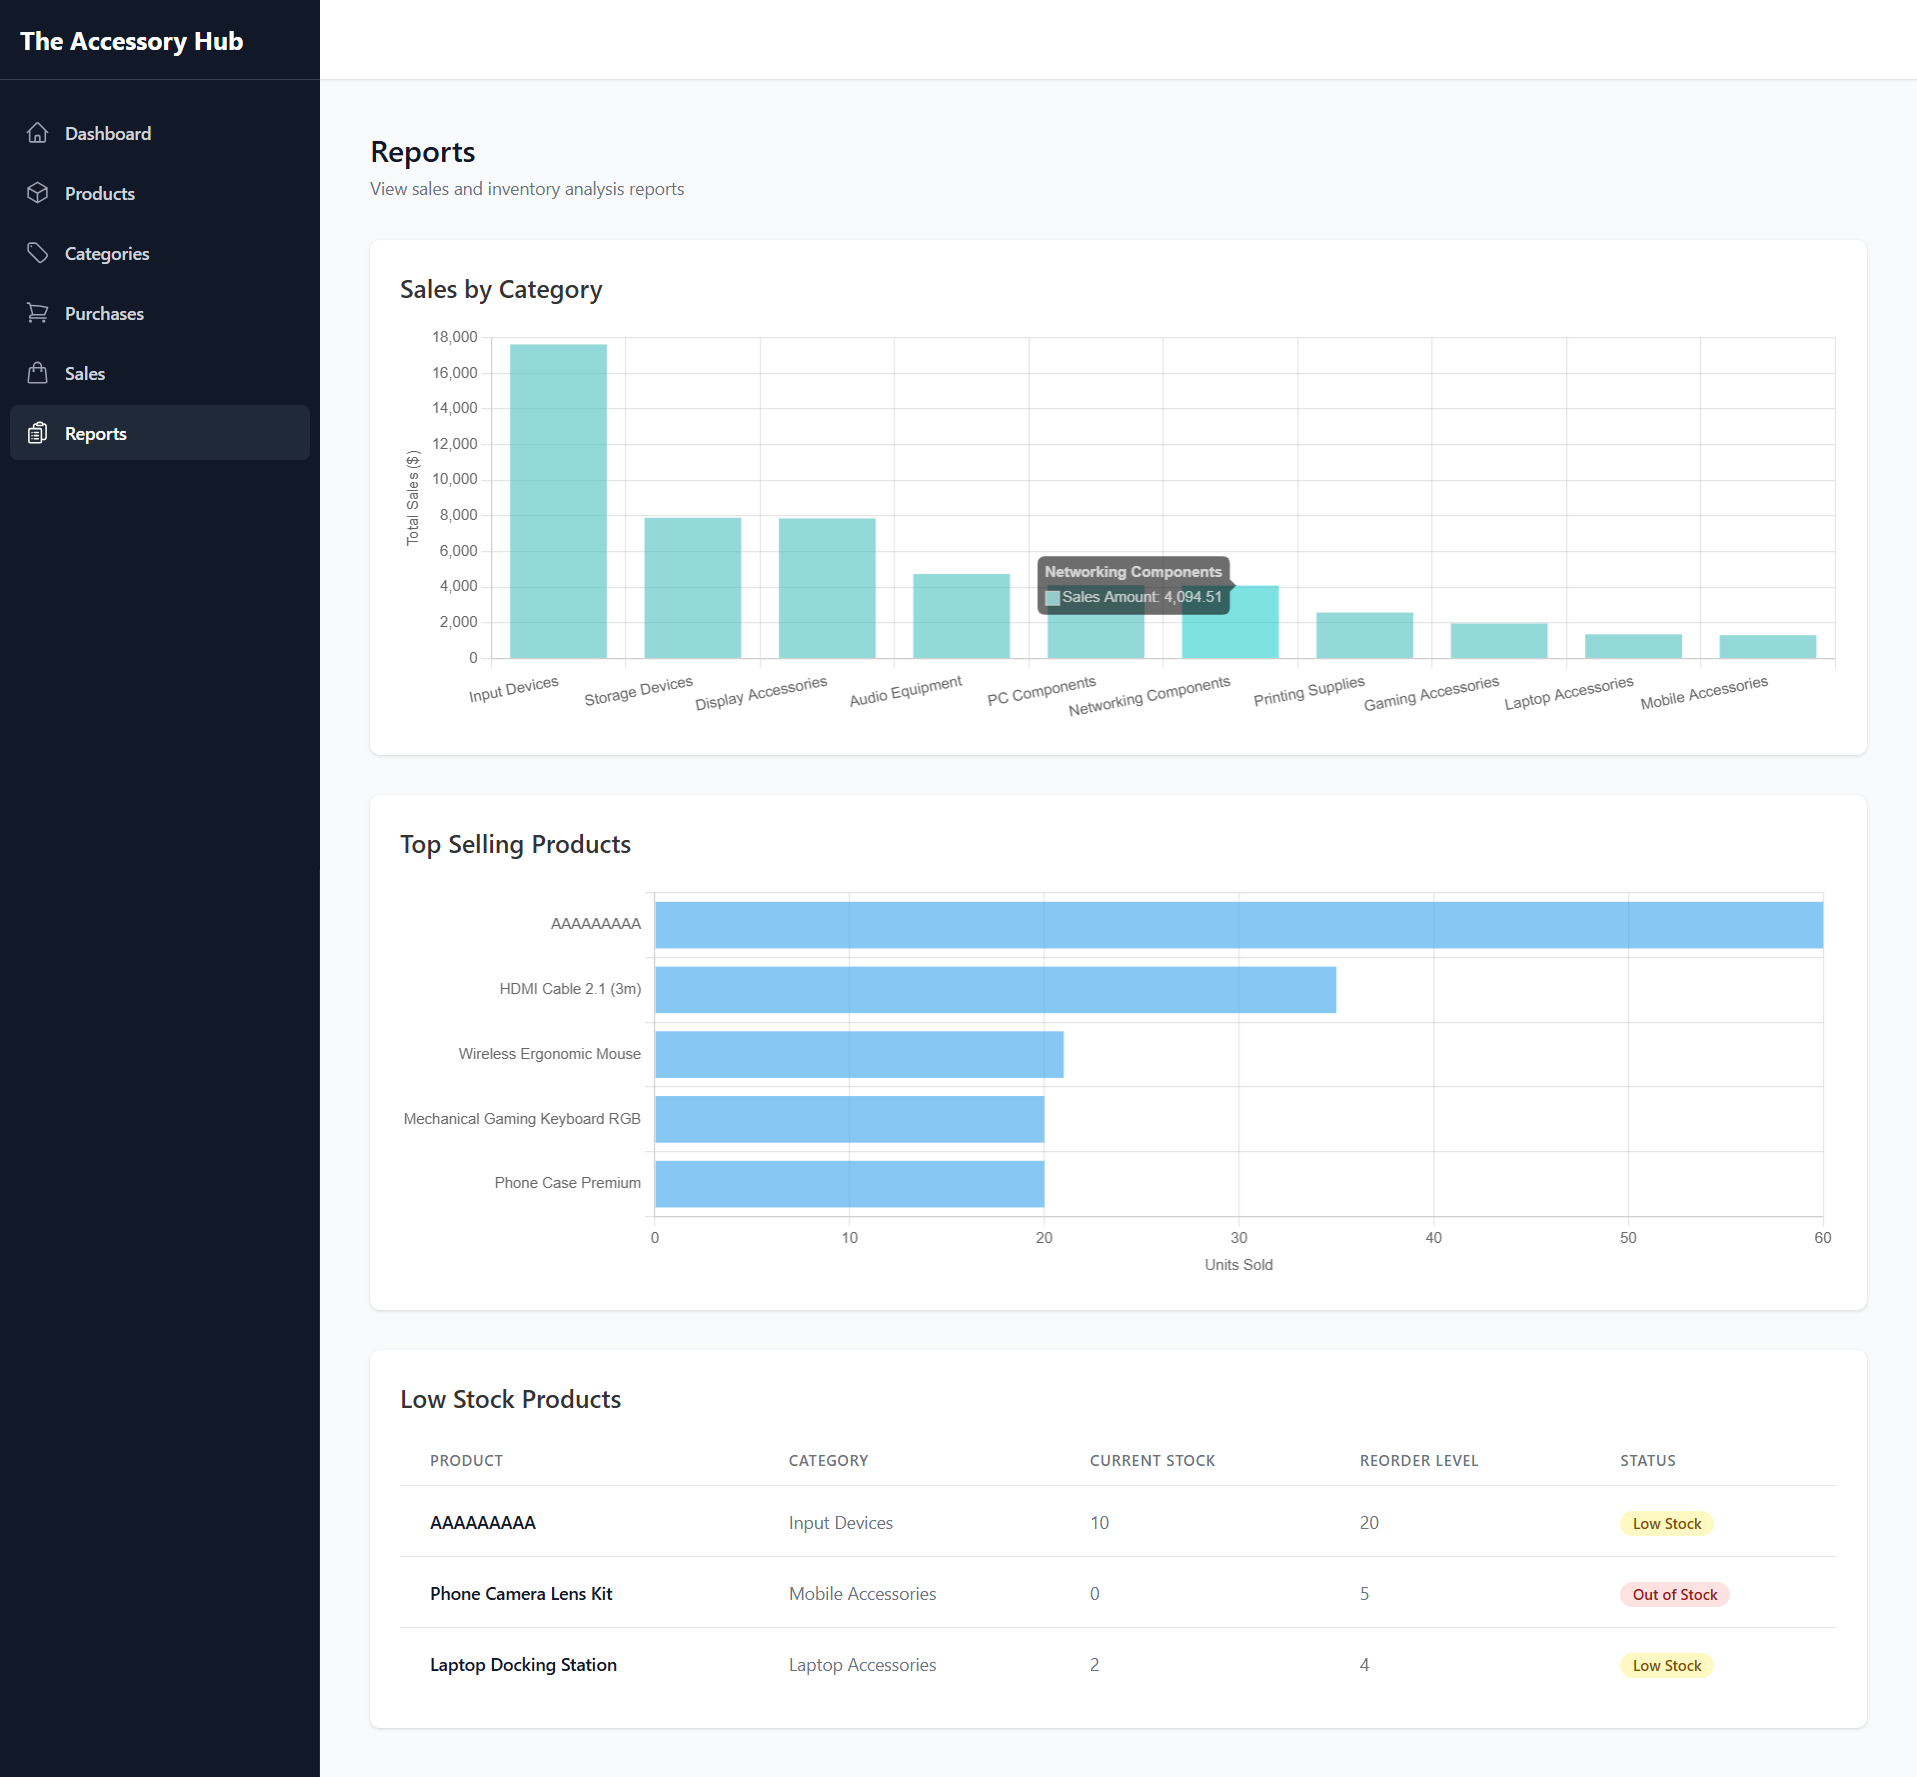 The Accessory Hub
Dashboard
Products
Categories
Purchases
Sales
Reports
Reports
View sales and inventory analysis reports
Sales by Category
18,000
16,000
14,000
12,000
10,000
8,000
6,000
4,000
2,000
0
Total Sales ($)
Networking Components
Sales Amount: 4,094.51
Input Devices
Storage Devices
Display Accessories
Audio Equipment
PC Components
Networking Components
Printing Supplies
Gaming Accessories
Laptop Accessories
Mobile Accessories
Top Selling Products
AAAAAAAAA
HDMI Cable 2.1 (3m)
Wireless Ergonomic Mouse
Mechanical Gaming Keyboard RGB
Phone Case Premium
0 10 20 30 40 50 60
Units Sold
Low Stock Products
PRODUCT CATEGORY CURRENT STOCK REORDER LEVEL STATUS
AAAAAAAAA Input Devices 10 20 Low Stock
Phone Camera Lens Kit Mobile Accessories 0 5 Out of Stock
Laptop Docking Station Laptop Accessories 2 4 Low Stock